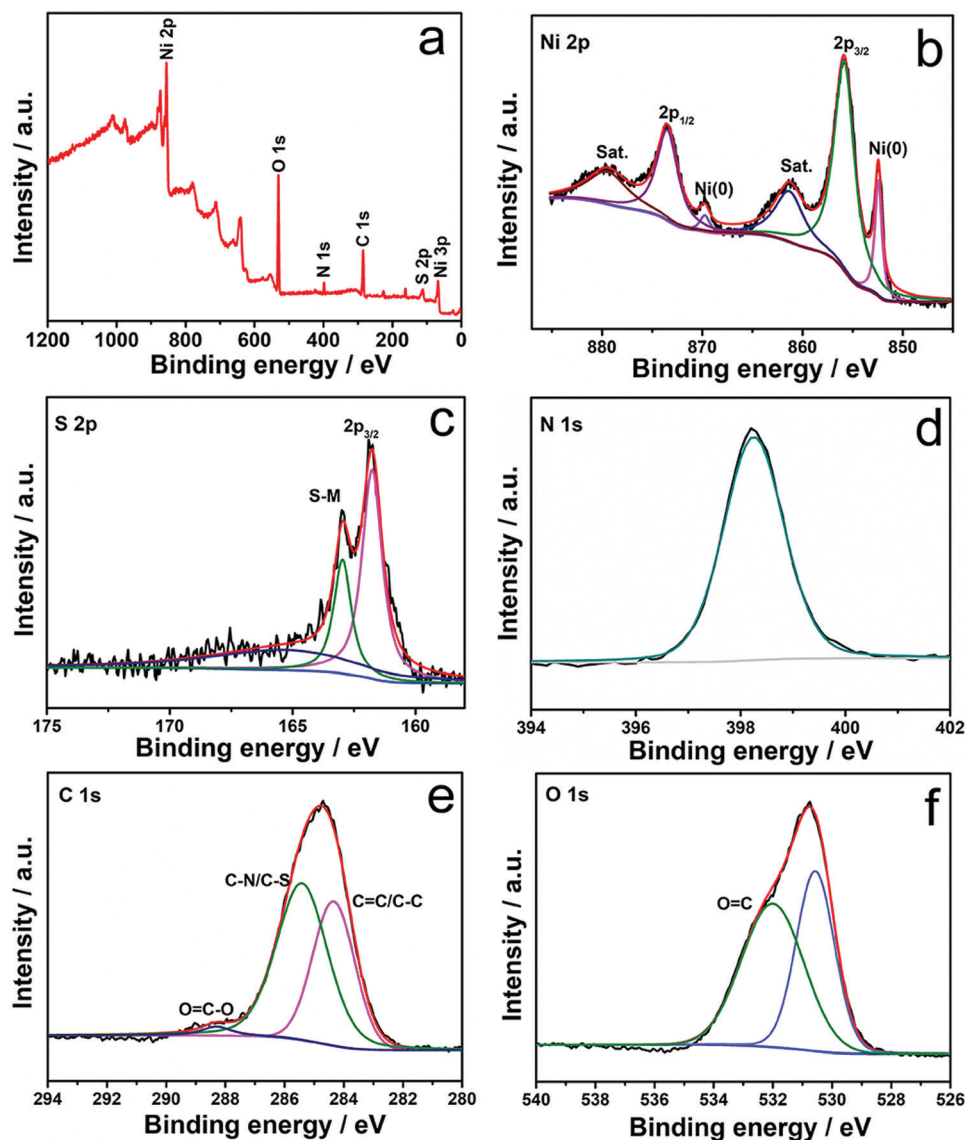 a
Ni 2p
O 1s
N 1s
C 1s
S 2p
Ni 3p
Intensity / a.u.
1200 1000 800 600 400 200 0
Binding energy / eV
Ni 2p
b
2p3/2
2p1/2
Sat.
Ni(0)
Sat.
Ni(0)
Intensity / a.u.
880 870 860 850
Binding energy / eV
S 2p
c
2p3/2
S-M
Intensity / a.u.
175 170 165 160
Binding energy / eV
N 1s
d
Intensity / a.u.
394 396 398 400 402
Binding energy / eV
C 1s
e
C-N/C-S
C=C/C-C
O=C-O
Intensity / a.u.
294 292 290 288 286 284 282 280
Binding energy / eV
O 1s
f
O=C
Intensity / a.u.
540 538 536 534 532 530 528 526
Binding energy / eV